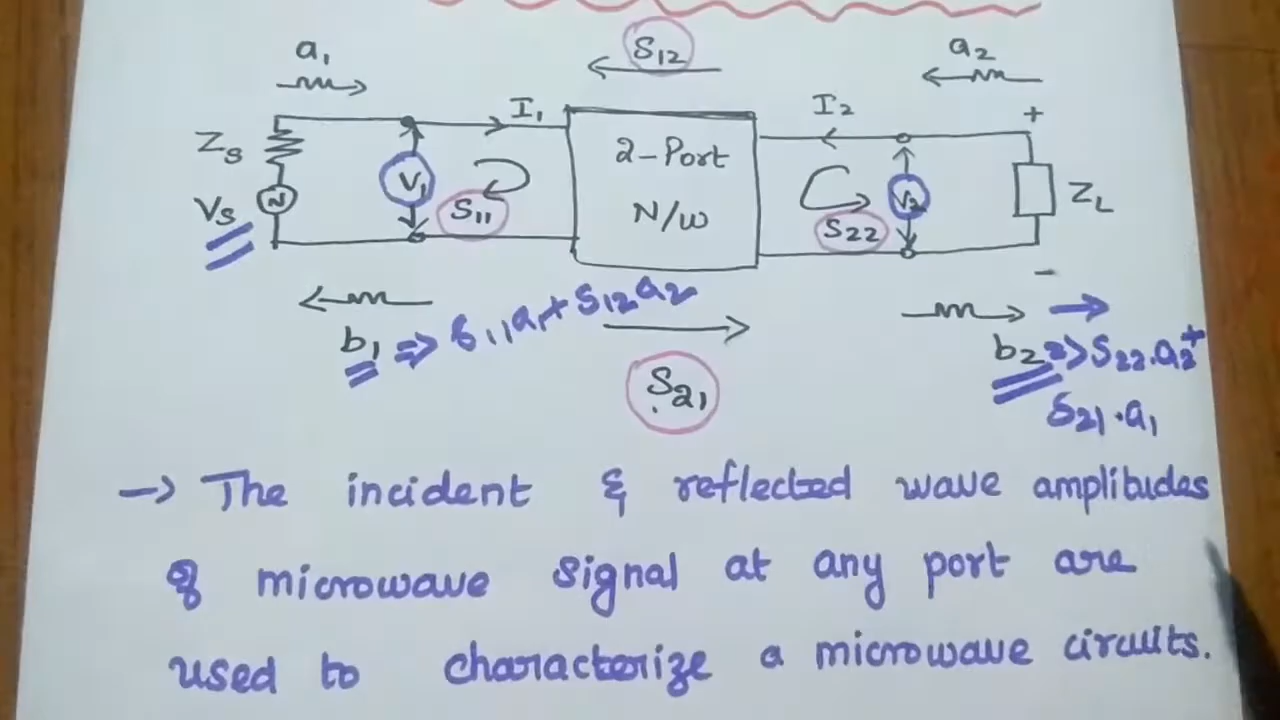 S12
a1
a2
I1
I2
+
Zs
2-Port
V1
Vs
S11
N/W
S22
V2
ZL
-
b1 => S11a1+S12a2
b2 => S22.a2+
S21.a1
S21
-> The incident & reflected wave amplitudes
of microwave signal at any port are
used to characterize a microwave circuits.